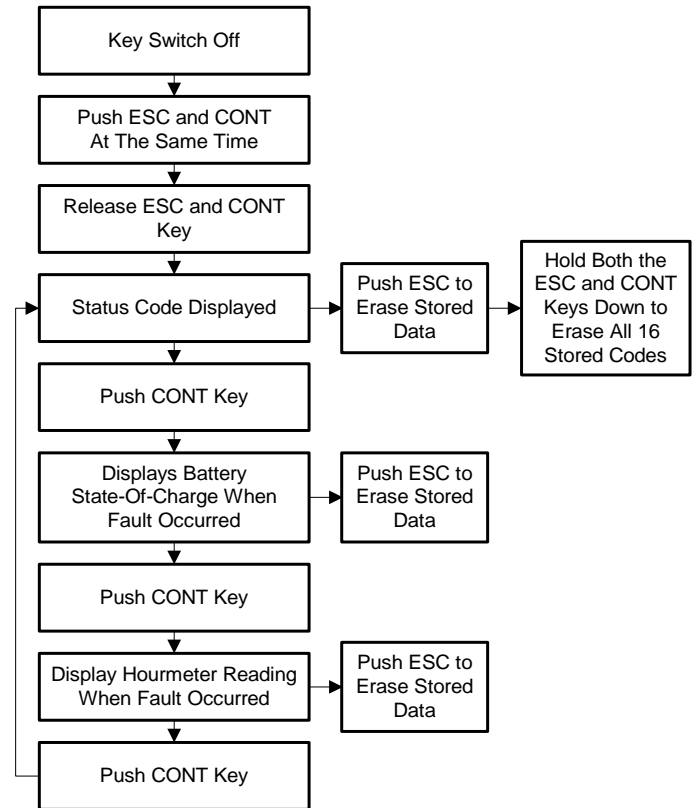 Key Switch Off
Push ESC and CONT
At The Same Time
Release ESC and CONT
Key
Status Code Displayed
Push ESC to
Erase Stored
Data
Hold Both the
ESC and CONT
Keys Down to
Erase All 16
Stored Codes
Push CONT Key
Displays Battery
State-Of-Charge When
Fault Occurred
Push ESC to
Erase Stored
Data
Push CONT Key
Display Hourmeter Reading
When Fault Occurred
Push ESC to
Erase Stored
Data
Push CONT Key